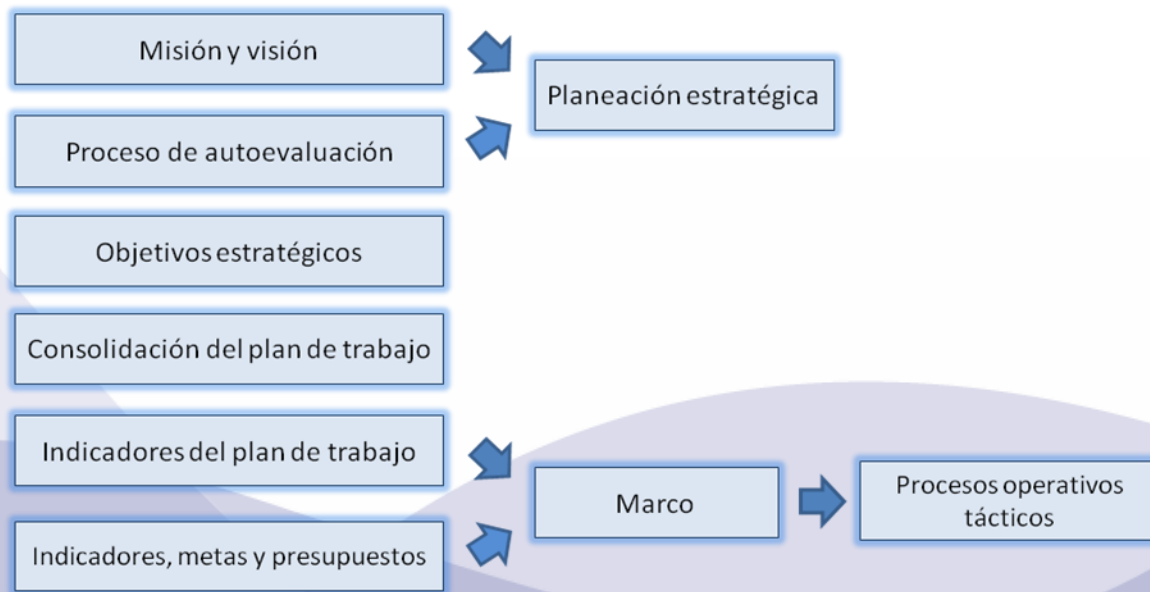 Misión y visión
Planeación estratégica
Proceso de autoevaluación
Objetivos estratégicos
Consolidación del plan de trabajo
Indicadores del plan de trabajo
Marco
Procesos operativos
tácticos
Indicadores, metas y presupuestos